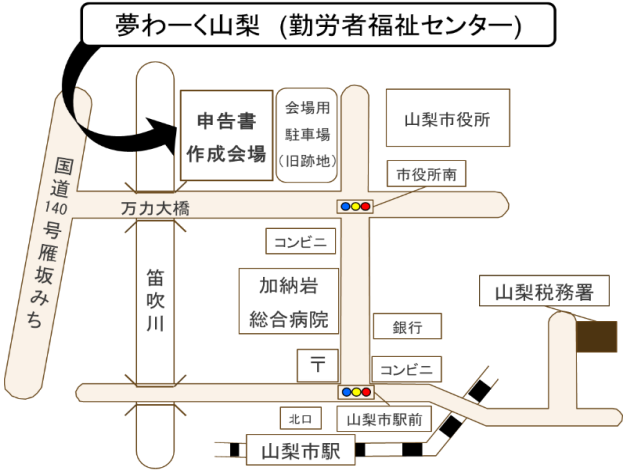 夢わーく山梨 (勤労者福祉センター)
申告書
作成会場
会場用
駐車場
(旧跡地)
山梨市役所
市役所南
国道140号雁坂みち
万力大橋
笛吹川
コンビニ
加納岩
総合病院
山梨税務署
銀行
〒
コンビニ
北口
山梨市駅前
山梨市駅